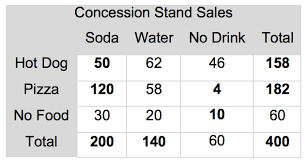 Concession Stand Sales
Soda Water No Drink Total
Hot Dog 50 62 46 158
Pizza 120 58 4 182
No Food 30 20 10 60
Total 200 140 60 400